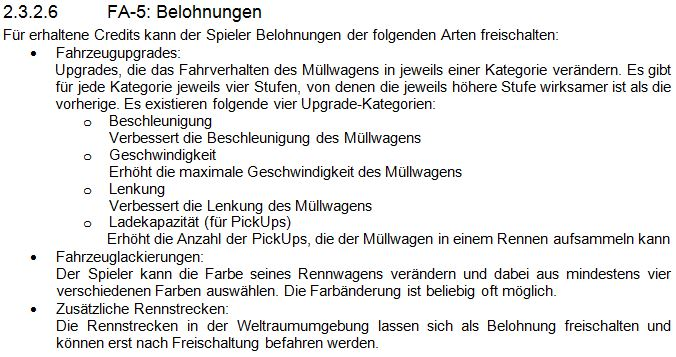 2.3.2.6 FA-5: Belohnungen
Für erhaltene Credits kann der Spieler Belohnungen der folgenden Arten freischalten:
• Fahrzeugupgrades:
Upgrades, die das Fahrverhalten des Müllwagens in jeweils einer Kategorie verändern. Es gibt
für jede Kategorie jeweils vier Stufen, von denen die jeweils höhere Stufe wirksamer ist als die
vorherige. Es existieren folgende vier Upgrade-Kategorien:
o Beschleunigung
Verbessert die Beschleunigung des Müllwagens
o Geschwindigkeit
Erhöht die maximale Geschwindigkeit des Müllwagens
o Lenkung
Verbessert die Lenkung des Müllwagens
o Ladekapazität (für PickUps)
Erhöht die Anzahl der PickUps, die der Müllwagen in einem Rennen aufsammeln kann
• Fahrzeuglackierungen:
Der Spieler kann die Farbe seines Rennwagens verändern und dabei aus mindestens vier
verschiedenen Farben auswählen. Die Farbänderung ist beliebig oft möglich.
• Zusätzliche Rennstrecken:
Die Rennstrecken in der Weltraumumgebung lassen sich als Belohnung freischalten und
können erst nach Freischaltung befahren werden.